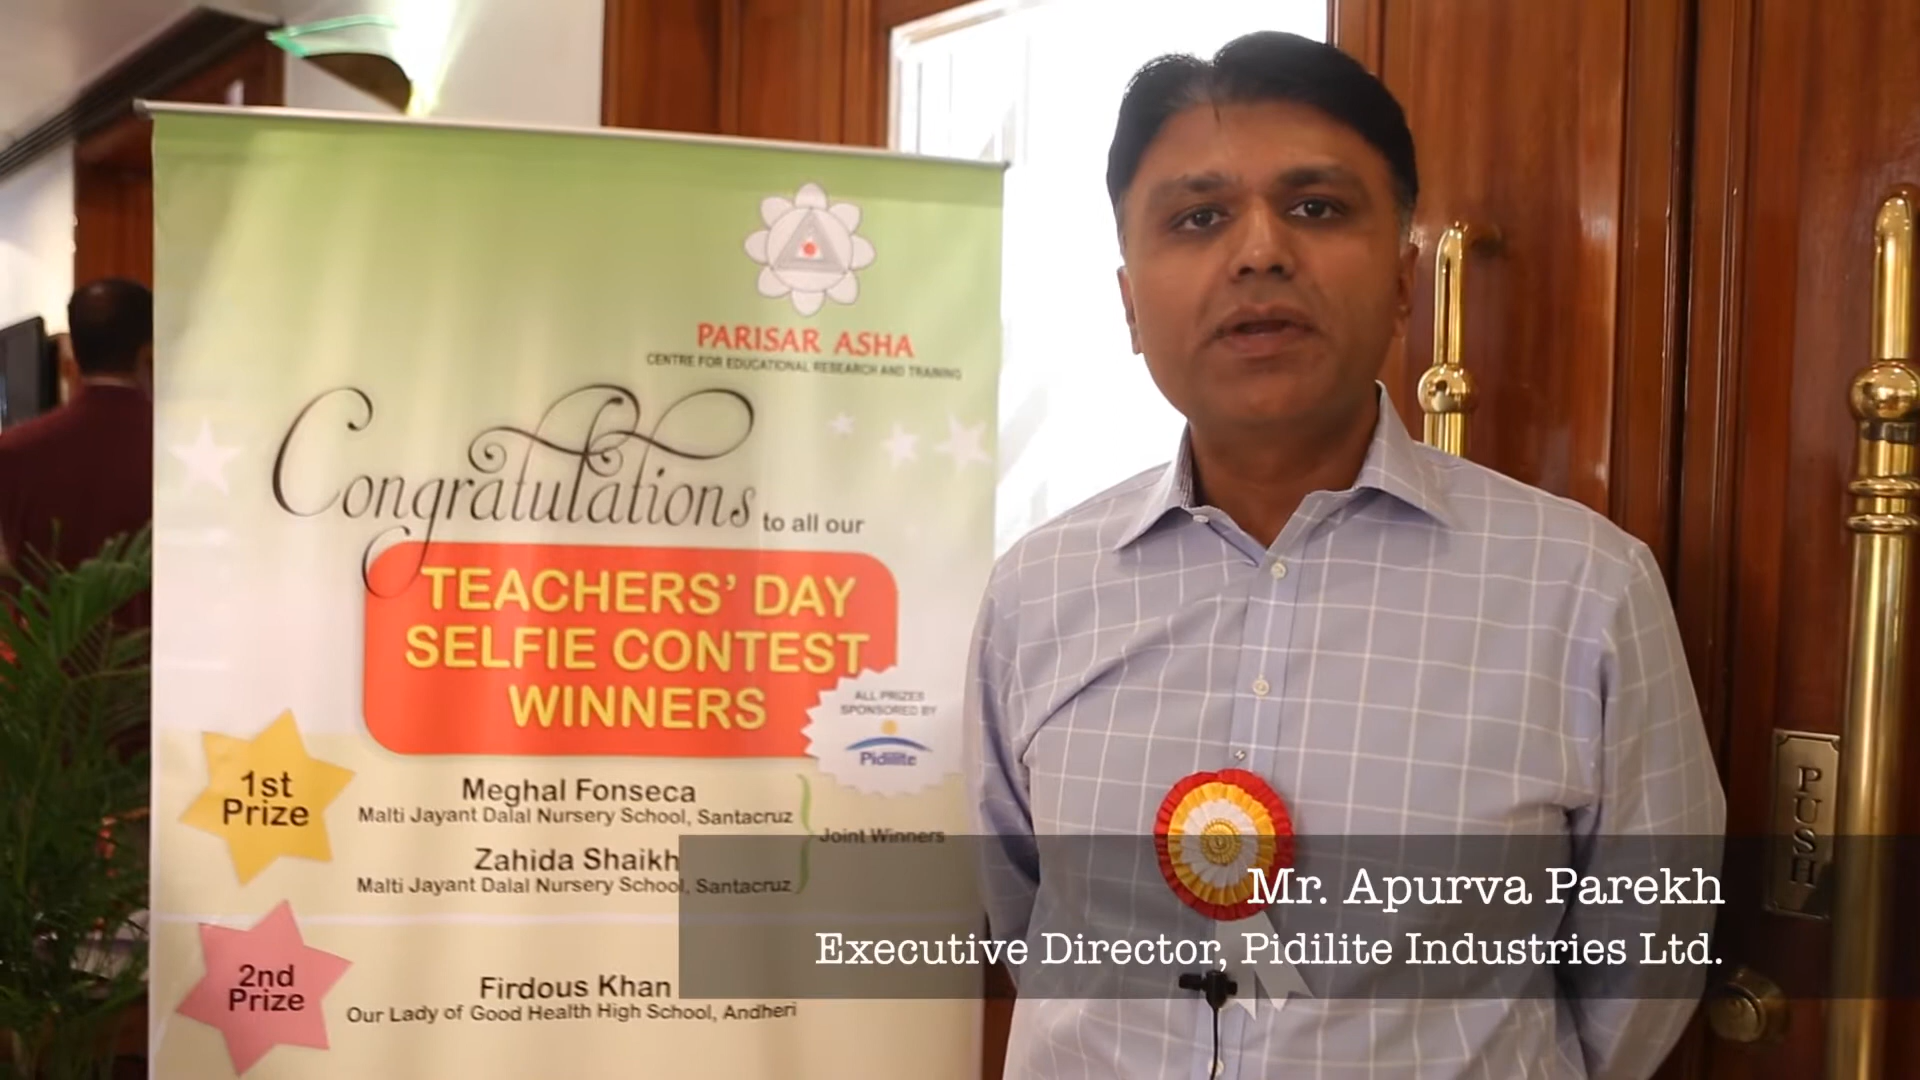 PARISAR ASHA
CENTRE FOR EDUCATIONAL RESEARCH AND TRAINING
Congratulations to all our
TEACHERS’ DAY
SELFIE CONTEST
WINNERS
ALL PRIZES
SPONSORED BY
Pidilite
1st
Prize
Meghal Fonseca
Malti Jayant Dalal Nursery School, Santacruz
Joint Winners
Zahida Shaikh
Malti Jayant Dalal Nursery School, Santacruz
2nd
Prize
Firdous Khan
Our Lady of Good Health High School, Andheri
PUSH
Mr. Apurva Parekh
Executive Director, Pidilite Industries Ltd.